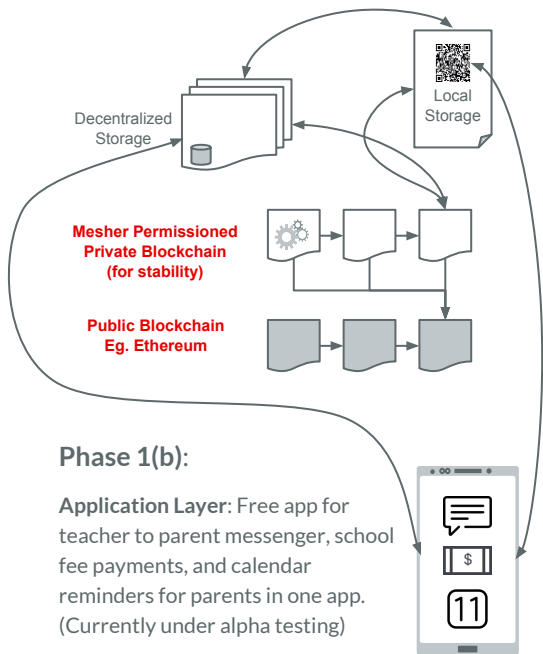 Decentralized
Storage
Local
Storage
Mesher Permissioned
Private Blockchain
(for stability)
Public Blockchain
Eg. Ethereum
Phase 1(b):
Application Layer: Free app for
teacher to parent messenger, school
fee payments, and calendar
reminders for parents in one app.
(Currently under alpha testing)
$
11